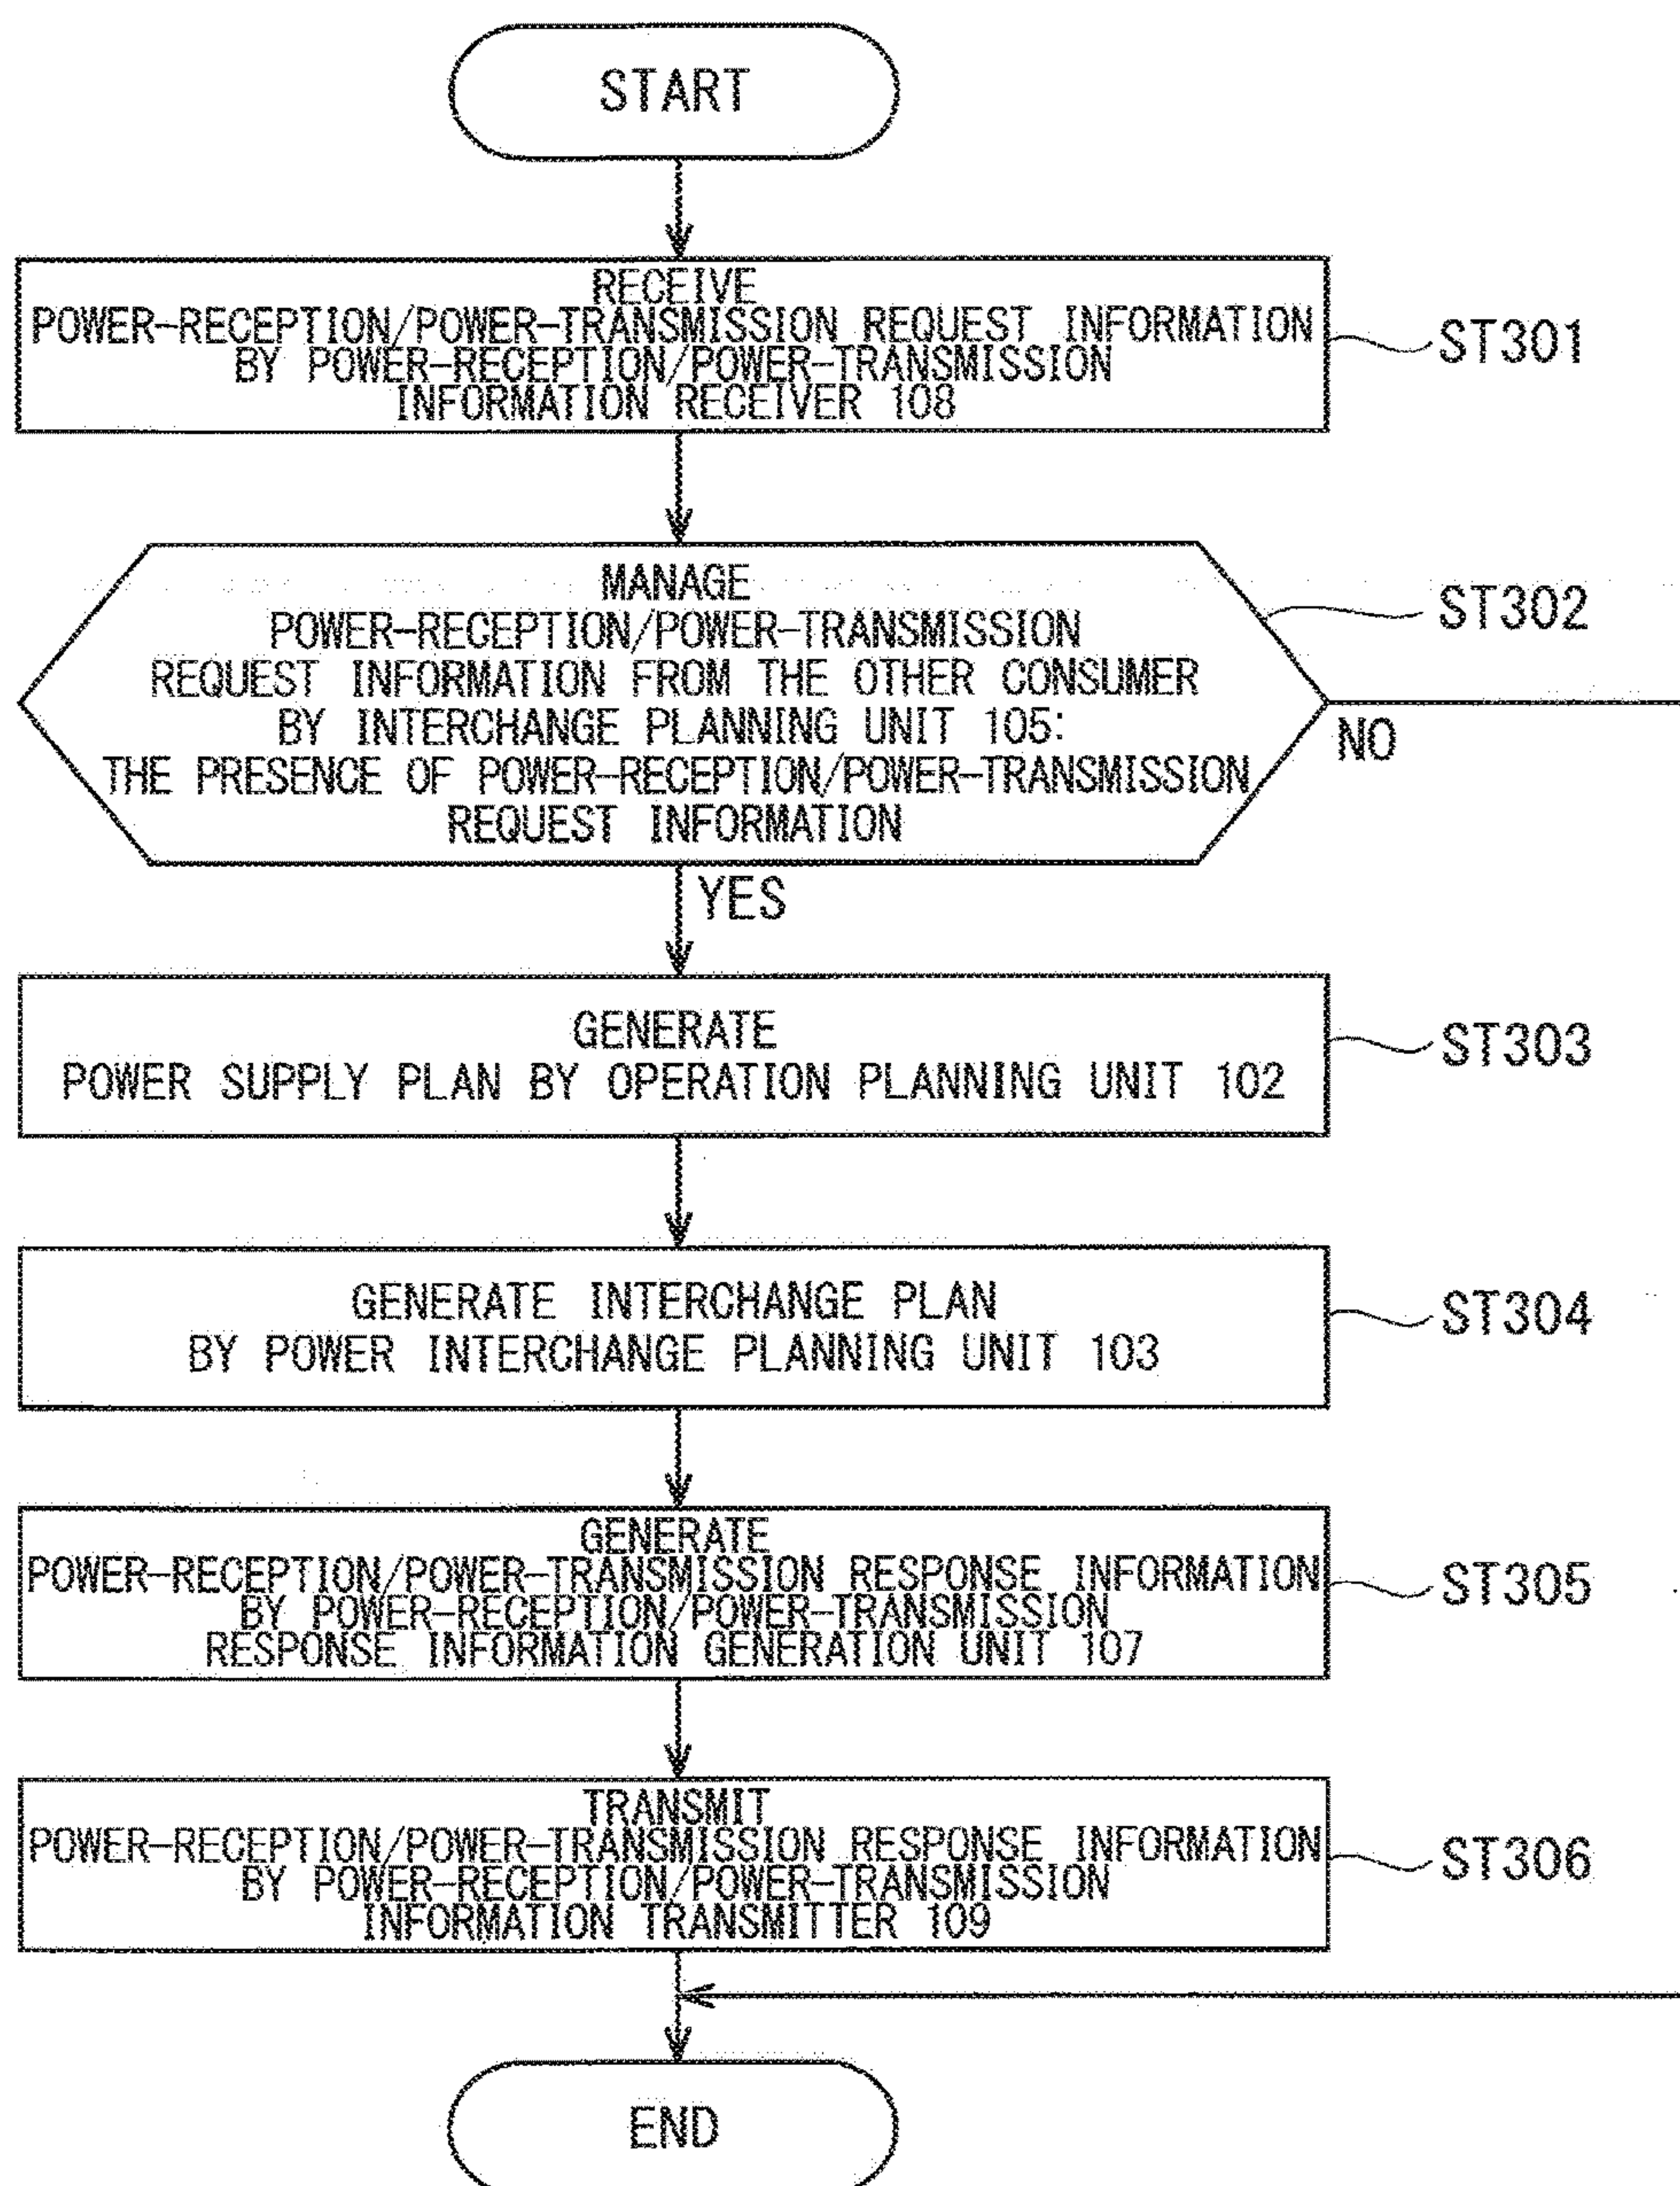 START
RECEIVE
POWER-RECEPTION/POWER-TRANSMISSION REQUEST INFORMATION
BY POWER-RECEPTION/POWER-TRANSMISSION
INFORMATION RECEIVER 108
ST301
MANAGE
POWER-RECEPTION/POWER-TRANSMISSION
REQUEST INFORMATION FROM THE OTHER CONSUMER
BY INTERCHANGE PLANNING UNIT 105:
THE PRESENCE OF POWER-RECEPTION/POWER-TRANSMISSION
REQUEST INFORMATION
ST302
NO
YES
GENERATE
POWER SUPPLY PLAN BY OPERATION PLANNING UNIT 102
ST303
GENERATE INTERCHANGE PLAN
BY POWER INTERCHANGE PLANNING UNIT 103
ST304
GENERATE
POWER-RECEPTION/POWER-TRANSMISSION RESPONSE INFORMATION
BY POWER-RECEPTION/POWER-TRANSMISSION
RESPONSE INFORMATION GENERATION UNIT 107
ST305
TRANSMIT
POWER-RECEPTION/POWER-TRANSMISSION RESPONSE INFORMATION
BY POWER-RECEPTION/POWER-TRANSMISSION
INFORMATION TRANSMITTER 109
ST306
END